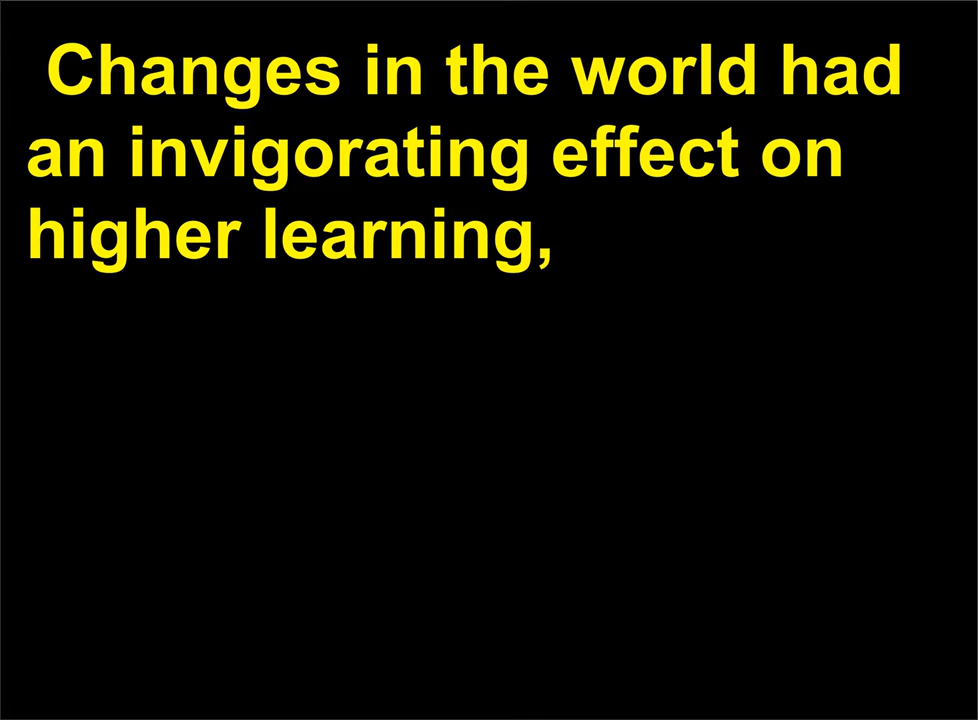 Changes in the world had
an invigorating effect on
higher learning,